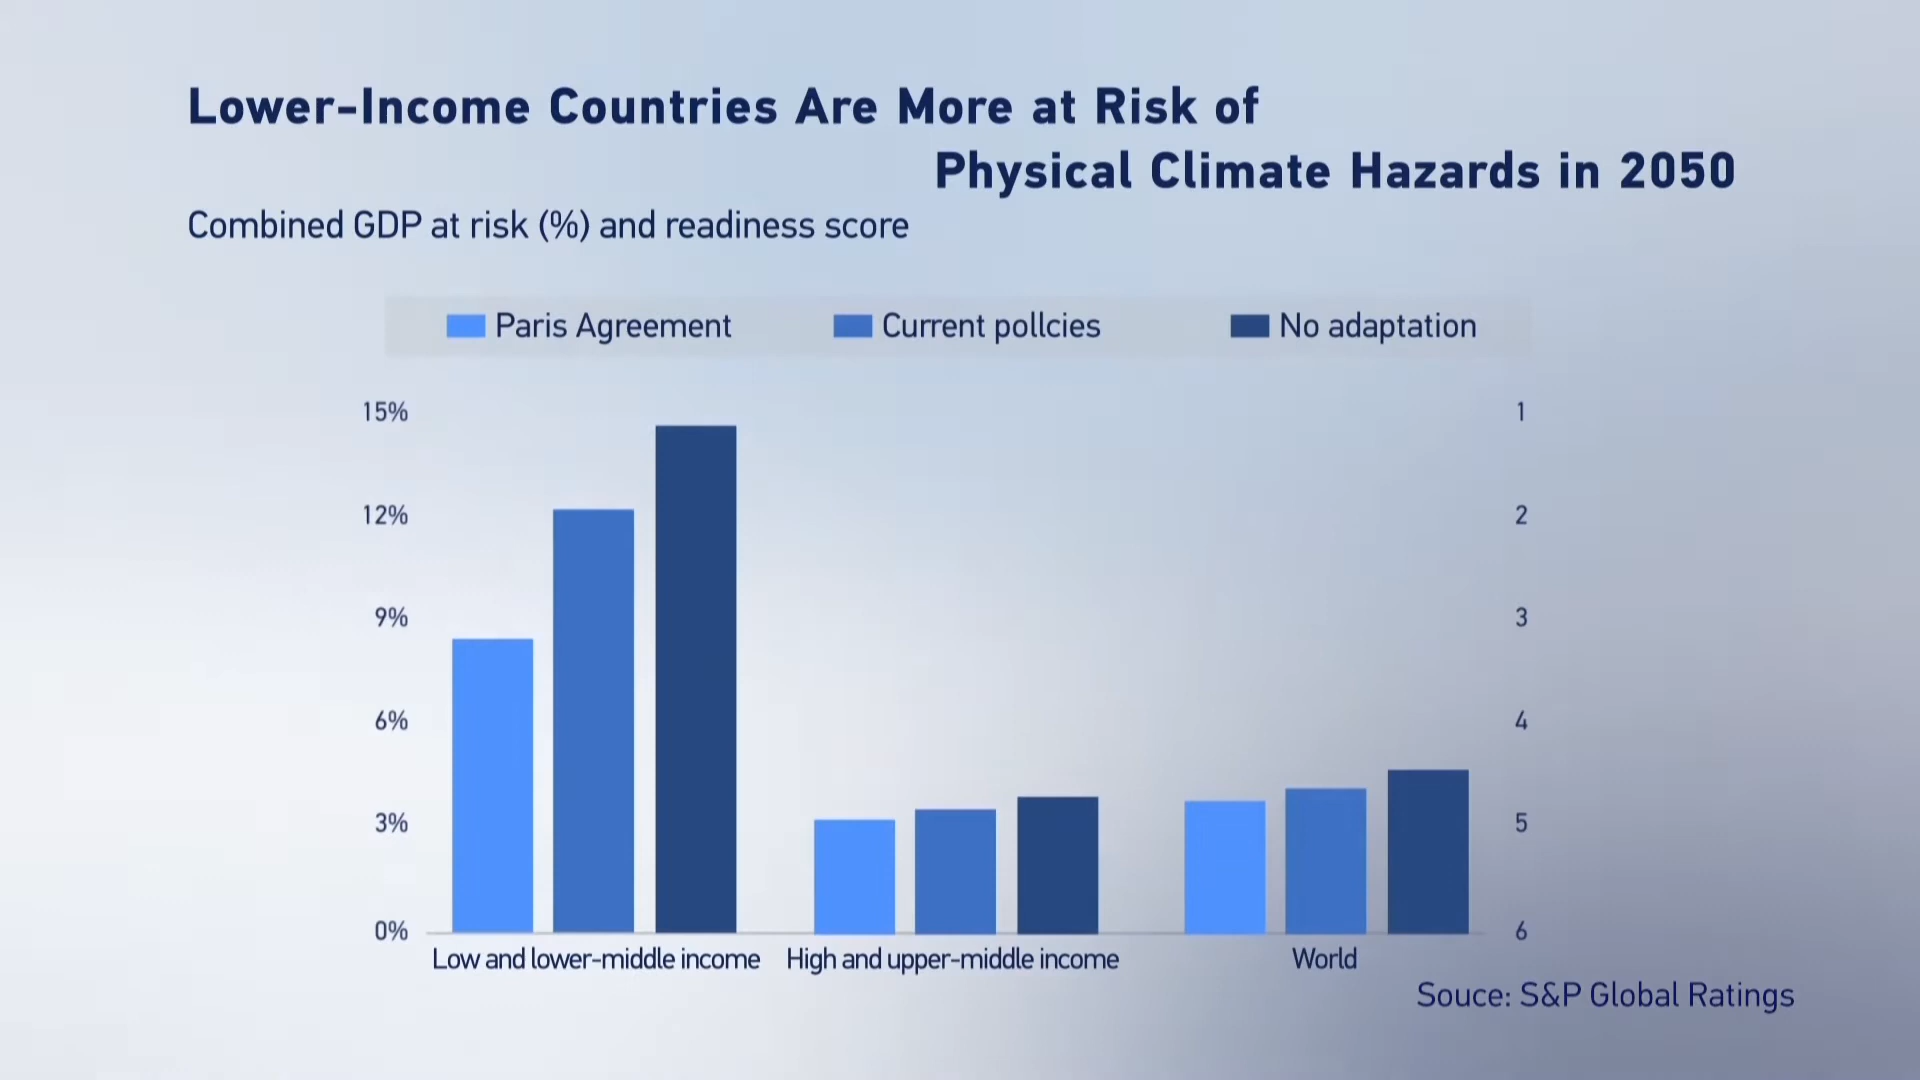 Lower-Income Countries Are More at Risk of
Physical Climate Hazards in 2050
Combined GDP at risk (%) and readiness score
Paris Agreement Current pollcies No adaptation
15% 1
12% 2
9% 3
6% 4
3% 5
0% 6
Low and lower-middle income High and upper-middle income World
Souce: S&P Global Ratings